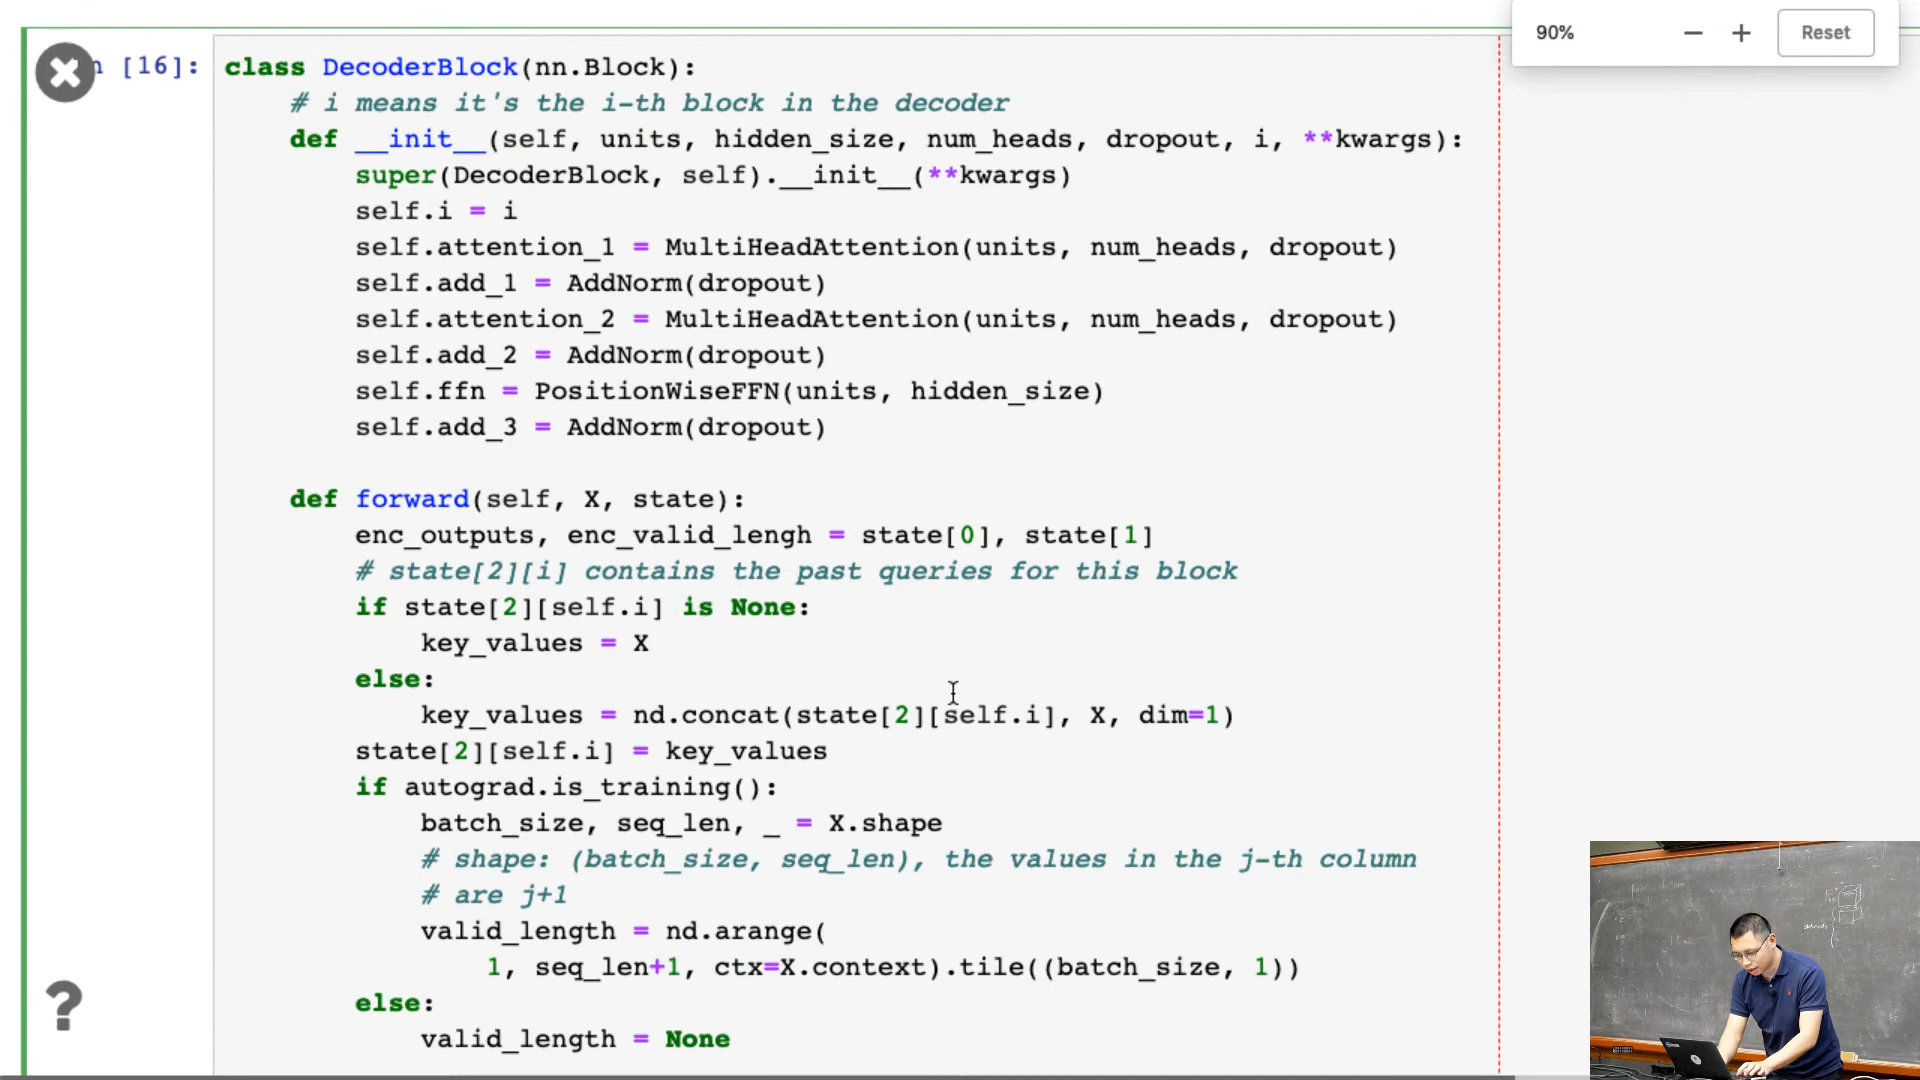 90%
Reset
n [16]:
class DecoderBlock(nn.Block):
# i means it's the i-th block in the decoder
def __init__(self, units, hidden_size, num_heads, dropout, i, **kwargs):
super(DecoderBlock, self).__init__(**kwargs)
self.i = i
self.attention_1 = MultiHeadAttention(units, num_heads, dropout)
self.add_1 = AddNorm(dropout)
self.attention_2 = MultiHeadAttention(units, num_heads, dropout)
self.add_2 = AddNorm(dropout)
self.ffn = PositionWiseFFN(units, hidden_size)
self.add_3 = AddNorm(dropout)
def forward(self, X, state):
enc_outputs, enc_valid_lengh = state[0], state[1]
# state[2][i] contains the past queries for this block
if state[2][self.i] is None:
key_values = X
else:
key_values = nd.concat(state[2][self.i], X, dim=1)
state[2][self.i] = key_values
if autograd.is_training():
batch_size, seq_len, _ = X.shape
# shape: (batch_size, seq_len), the values in the j-th column
# are j+1
valid_length = nd.arange(
1, seq_len+1, ctx=X.context).tile((batch_size, 1))
else:
valid_length = None
?